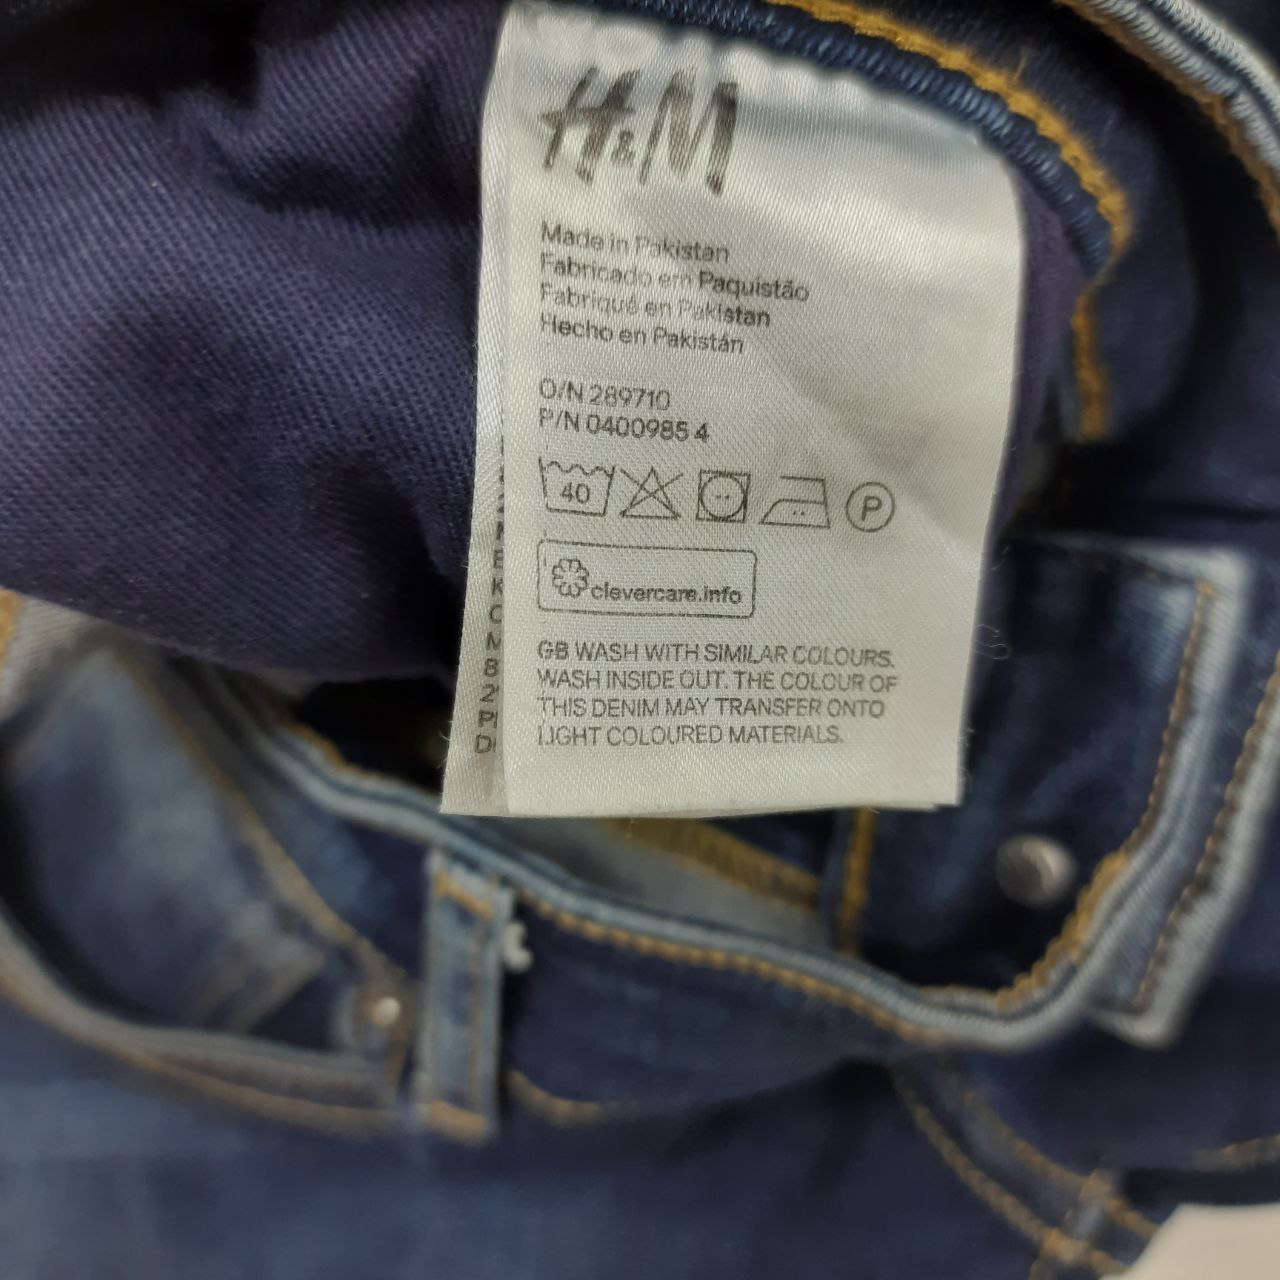 H&M
Made in Pakistan
Fabricado em Paquistão
Fabriqué en Pakistan
Hecho en Pakistán
O/N 289710
P/N 0400985 4
40
P
clevercare.info
GB WASH WITH SIMILAR COLOURS.
WASH INSIDE OUT. THE COLOUR OF
THIS DENIM MAY TRANSFER ONTO
LIGHT COLOURED MATERIALS.